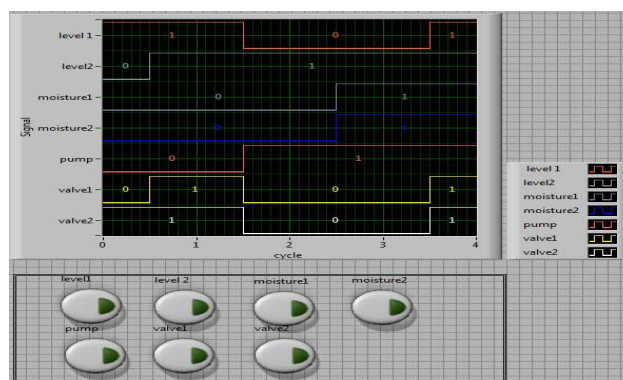 level 1
1 0 1
level2
0 1
moisture1
0 1
moisture2
0 1
pump
0 1
valve1
0 1 0 1
valve2
1 0 1
Signal
0 1 2 3 4
cycle
level 1
level2
moisture1
moisture2
pump
valve1
valve2
level1 level 2 moisture1 moisture2
pump valve1 valve2